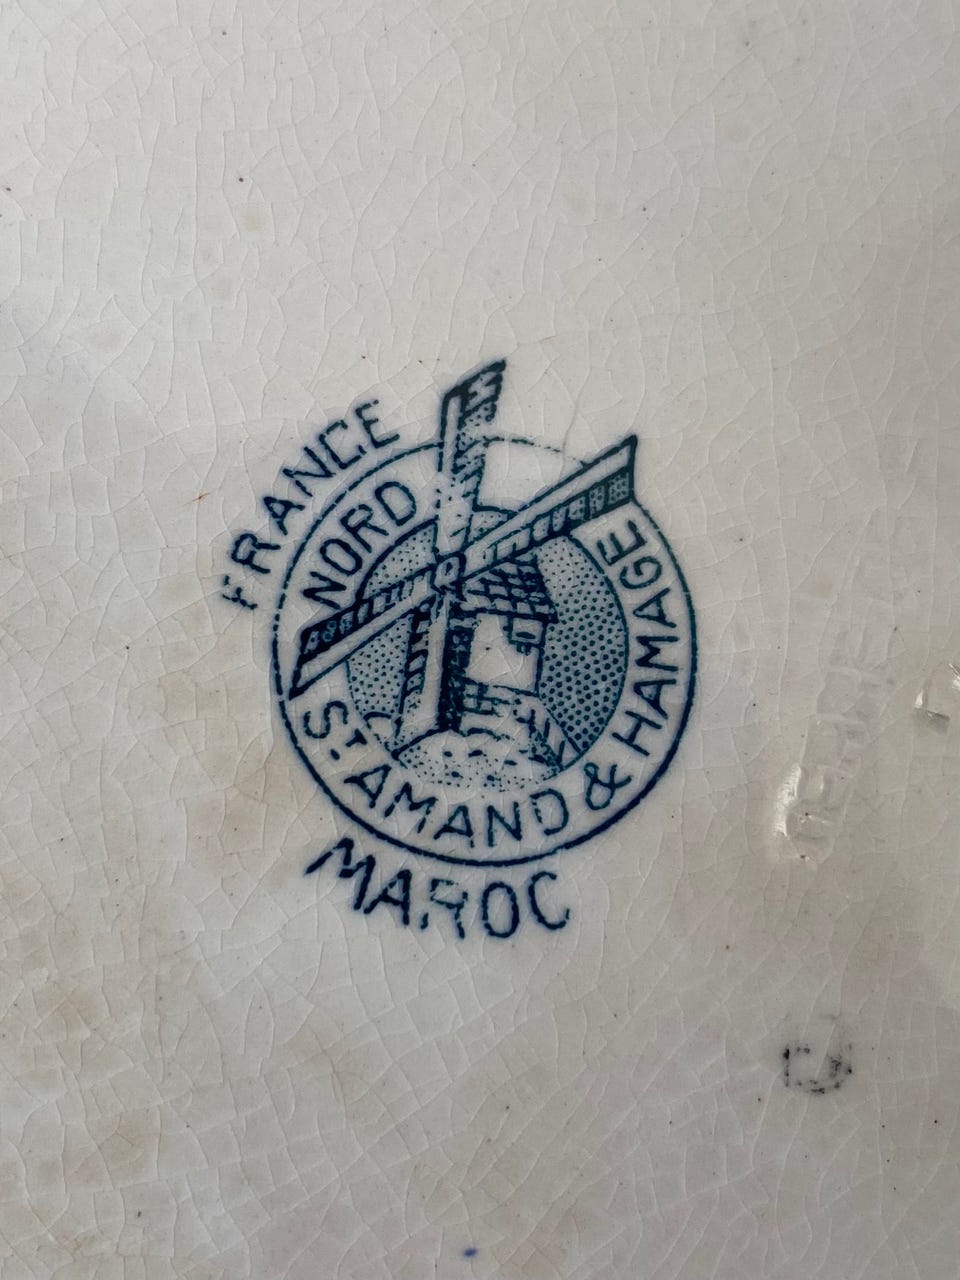 FRANCE
NORD
ST. AMAND & HAMAGE
MAROC